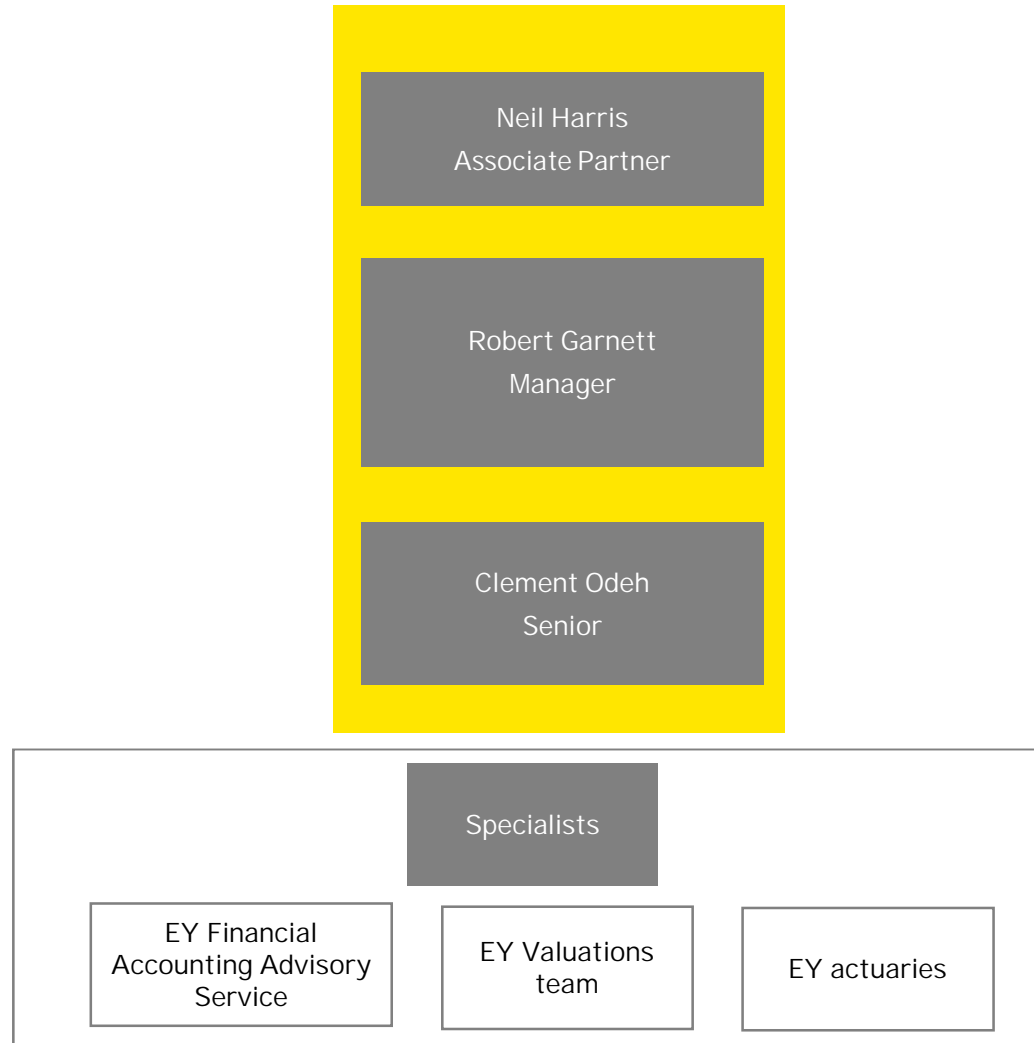 Neil Harris
Associate Partner
Robert Garnett
Manager
Clement Odeh
Senior
Specialists
EY Financial
Accounting Advisory
Service
EY Valuations
team
EY actuaries